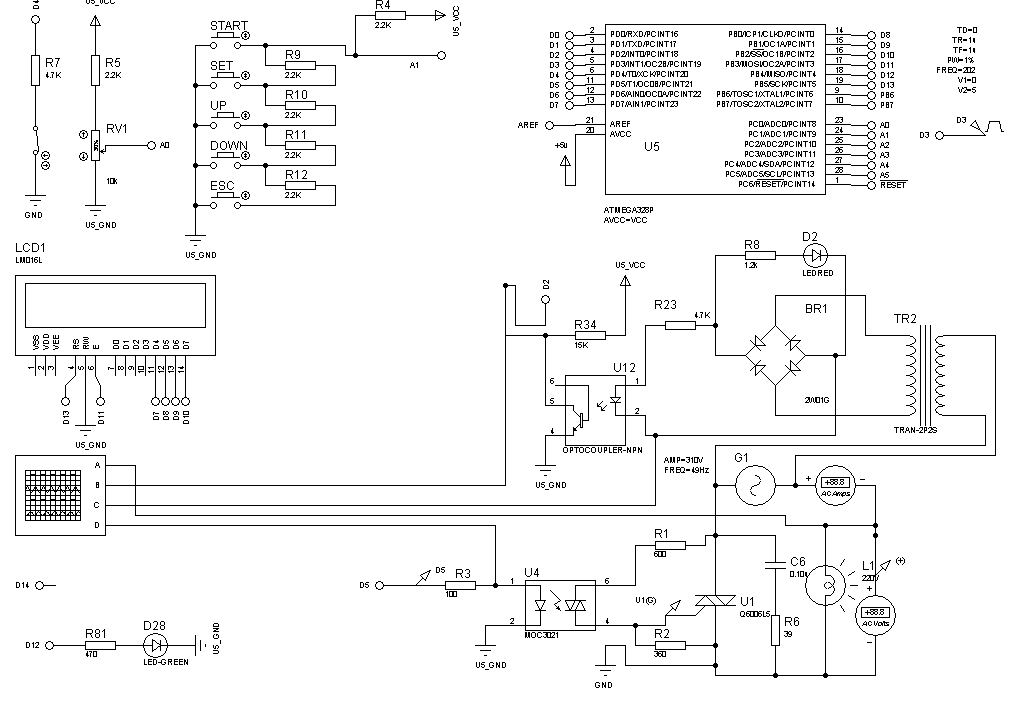 D4
U5_VCC
R4
2.2K
U5_VCC
START
A1
R7
4.7K
R5
2.2K
SET
R9
2.2K
UP
R10
2.2K
RV1
A0
10k
DOWN
R11
2.2K
ESC
R12
2.2K
GND
U5_GND
U5_GND
D0 2 PD0/RXD/PCINT16
D1 3 PD1/TXD/PCINT17
D2 4 PD2/INT0/PCINT18
D3 5 PD3/INT1/OC2B/PCINT19
D4 6 PD4/T0/XCK/PCINT20
D5 11 PD5/T1/OC0B/PCINT21
D6 12 PD6/AIN0/OC0A/PCINT22
D7 13 PD7/AIN1/PCINT23
AREF 21 AREF
20 AVCC
+5u
U5
PB0/ICP1/CLKO/PCINT0 14 D8
PB1/OC1A/PCINT1 15 D9
PB2/SS/OC1B/PCINT2 16 D10
PB3/MOSI/OC2A/PCINT3 17 D11
PB4/MISO/PCINT4 18 D12
PB5/SCK/PCINT5 19 D13
PB6/TOSC1/XTAL1/PCINT6 9 PB6
PB7/TOSC2/XTAL2/PCINT7 10 PB7
PC0/ADC0/PCINT8 23 A0
PC1/ADC1/PCINT9 24 A1
PC2/ADC2/PCINT10 25 A2
PC3/ADC3/PCINT11 26 A3
PC4/ADC4/SDA/PCINT12 27 A4
PC5/ADC5/SCL/PCINT13 28 A5
PC6/RESET/PCINT14 1 RESET
ATMEGA328P
AVCC=VCC
TD=0
TR=1u
TF=1u
PW=1%
FREQ=202
V1=0
V2=5
D3
D3
LCD1
LM016L
VSS VDD VEE RS RW E D0 D1 D2 D3 D4 D5 D6 D7
1 2 3 4 5 6 7 8 9 10 11 12 13 14
D13 D11 D7 D8 D9 D10
U5_GND
A
B
C
D
U5_VCC
D2
R34
15K
R23
4.7K
R8
1.2k
D2
LEDRED
BR1
2W01G
TR2
TRAN-2P2S
U12
6 1
5 2
4
OPTOCOUPLER-NPN
U5_GND
AMP=310V
FREQ=49Hz
G1
+ +88.8 −
AC Amps
R1
600
C6
0.10u
L1
220V
(+)
+
+88.8
AC Volts
−
D5
D5
R3
100
U4
1 6
2 4
MOC3021
U5_GND
U1(G)
U1
Q6006L5
R2
360
R6
39
GND
D14
D12
R81
470
D28
LED-GREEN
U5_GND